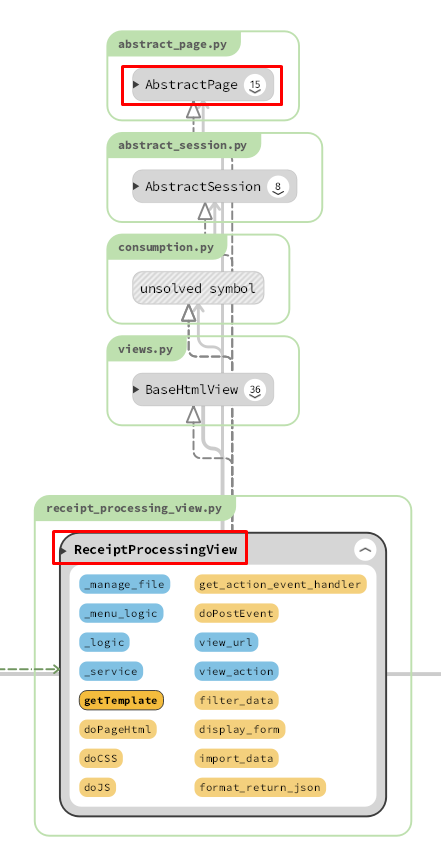 abstract_page.py
AbstractPage 15
abstract_session.py
AbstractSession 8
consumption.py
unsolved symbol
views.py
BaseHtmlView 36
receipt_processing_view.py
ReceiptProcessingView
_manage_file get_action_event_handler
_menu_logic doPostEvent
_logic view_url
_service view_action
getTemplate filter_data
doPageHtml display_form
doCSS import_data
doJS format_return_json